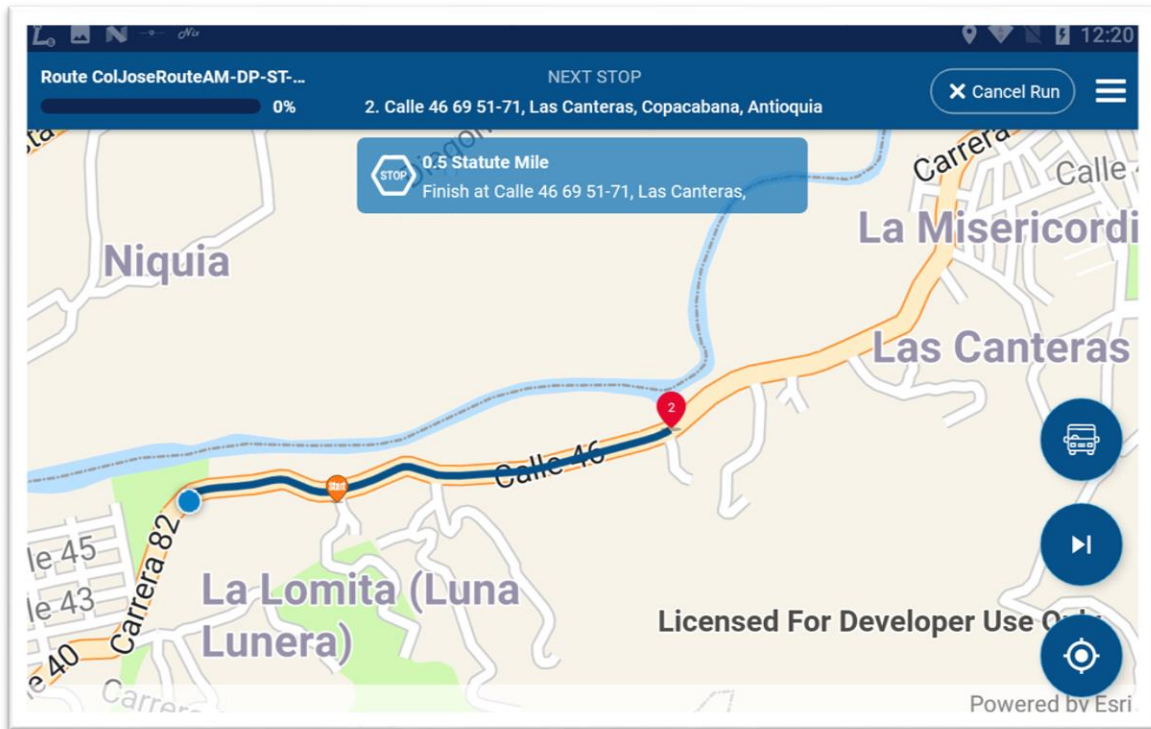 12:20
Route ColJoseRouteAM-DP-ST-...
0%
NEXT STOP
2. Calle 46 69 51-71, Las Canteras, Copacabana, Antioquia
Cancel Run
STOP
0.5 Statute Mile
Finish at Calle 46 69 51-71, Las Canteras,
Carrera
Calle
La Misericordi
Niquia
Las Canteras
2
Calle 46
Start
Carrera 82
le 45
le 43
La Lomita (Luna
Lunera)
Licensed For Developer Use Only
e 40
Carrer
Powered by Esri